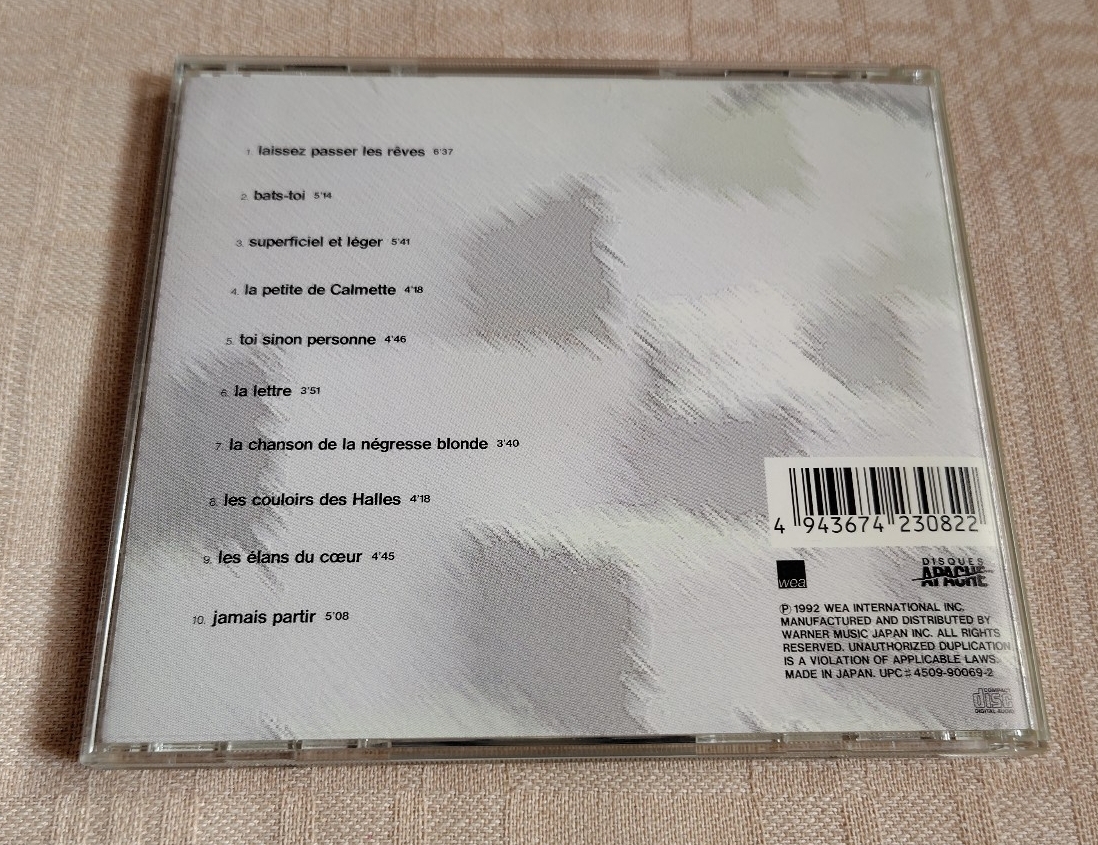 1. laissez passer les rêves 6'37
2. bats-toi 5'14
3. superficiel et léger 5'41
4. la petite de Calmette 4'18
5. toi sinon personne 4'46
6. la lettre 3'51
7. la chanson de la négresse blonde 3'40
8. les couloirs des Halles 4'18
9. les élans du cœur 4'45
10. jamais partir 5'08
4 943674 230822
wea
DISQUES
APACHE
℗ 1992 WEA INTERNATIONAL INC.
MANUFACTURED AND DISTRIBUTED BY
WARNER MUSIC JAPAN INC. ALL RIGHTS
RESERVED. UNAUTHORIZED DUPLICATION
IS A VIOLATION OF APPLICABLE LAWS.
MADE IN JAPAN. UPC# 4509-90069-2
COMPACT
disc
DIGITAL AUDIO